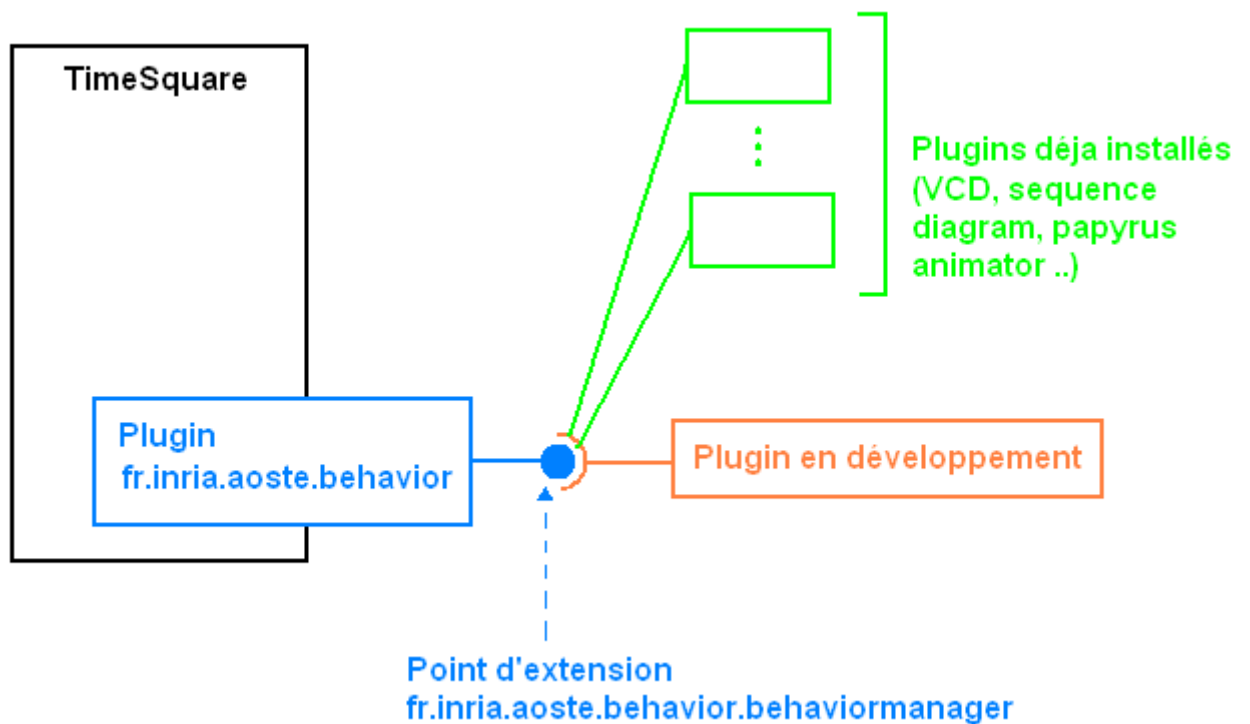 TimeSquare
Plugins déja installés
(VCD, sequence
diagram, papyrus
animator ..)
Plugin
fr.inria.aoste.behavior
Plugin en développement
Point d'extension
fr.inria.aoste.behavior.behaviormanager